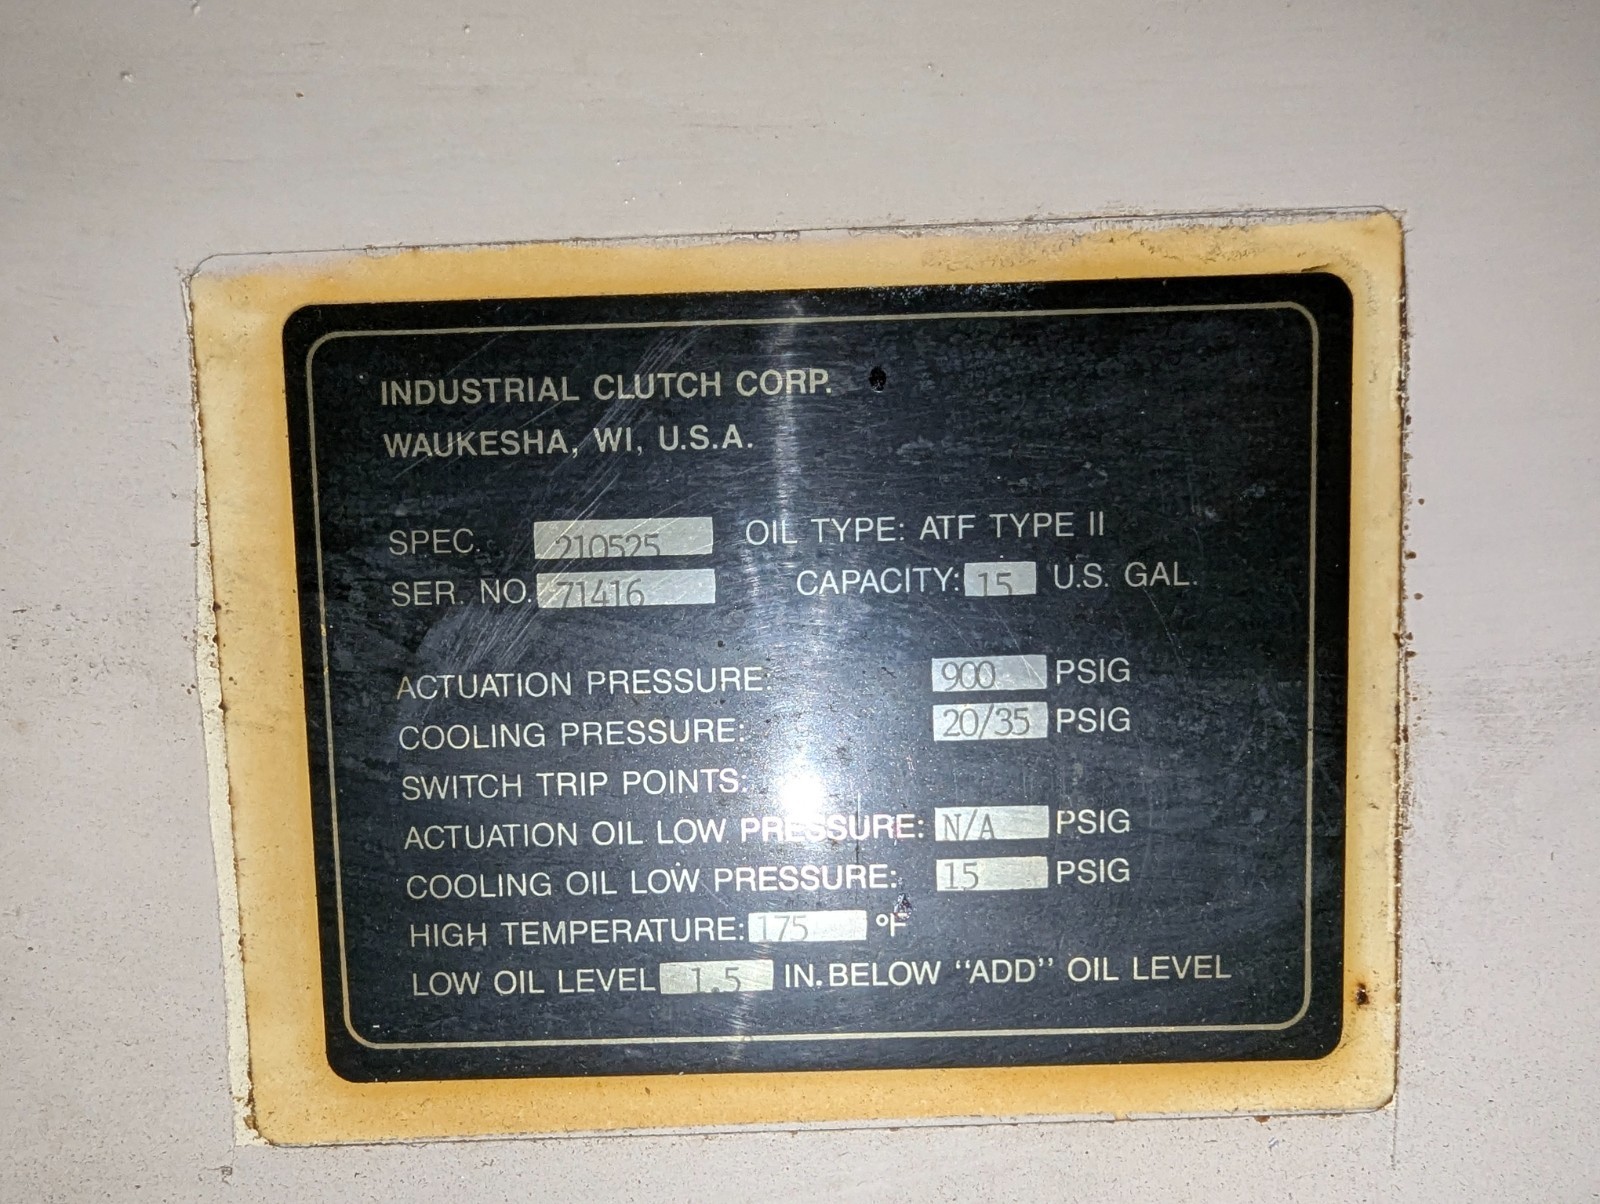 INDUSTRIAL CLUTCH CORP.
WAUKESHA, WI, U.S.A.
SPEC. 210525 OIL TYPE: ATF TYPE II
SER. NO. 71416 CAPACITY: 15 U.S. GAL.
ACTUATION PRESSURE: 900 PSIG
COOLING PRESSURE: 20/35 PSIG
SWITCH TRIP POINTS:
ACTUATION OIL LOW PRESSURE: N/A PSIG
COOLING OIL LOW PRESSURE: 15 PSIG
HIGH TEMPERATURE: 175 °F
LOW OIL LEVEL 1.5 IN. BELOW "ADD" OIL LEVEL